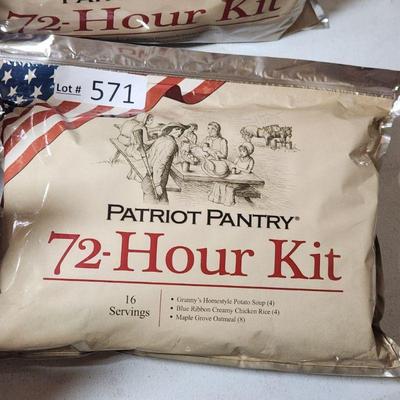 72-Hour Kit
Lot # 571
PATRIOT PANTRY®
72-Hour Kit
16
Servings
• Granny's Homestyle Potato Soup (4)
• Blue Ribbon Creamy Chicken Rice (4)
• Maple Grove Oatmeal (8)